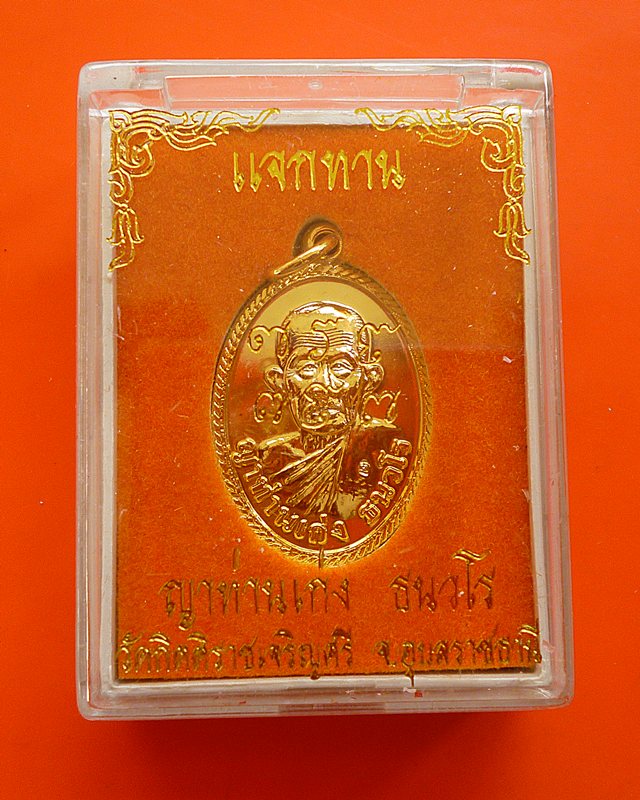 แจกทาน
ญาท่านเก่ง ธนวโร
ญาท่านเก่ง ธนวโร
วัดกิตติราชเจริญศรี จ.อุบลราชธานี